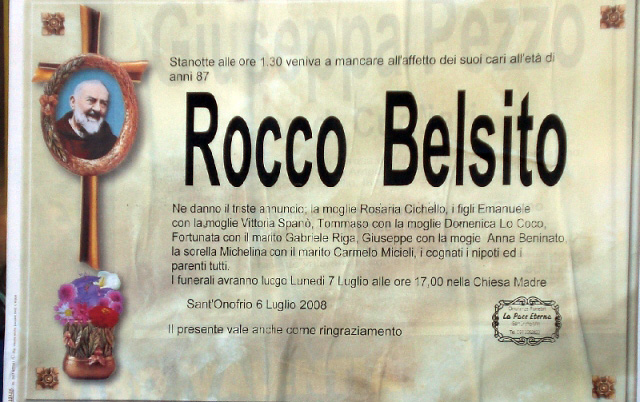 Stanotte alle ore 1.30 veniva a mancare all'affetto dei suoi cari all'età di
anni 87
Rocco Belsito
Ne danno il triste annuncio; la moglie Rosaria Cichello, i figli Emanuele
con la,moglie Vittoria Spanò, Tommaso con la moglie Domenica Lo Coco,
Fortunata con il marito Gabriele Riga, Giuseppe con la mogie Anna Beninato,
la sorella Michelina con il marito Carmelo Micieli, i cognati i nipoti ed i
parenti tutti.
I funerali avranno luogo Lunedì 7 Luglio alle ore 17,00 nella Chiesa Madre
Sant'Onofrio 6 Luglio 2008
La Pace Eterna
Il presente vale anche come ringraziamento